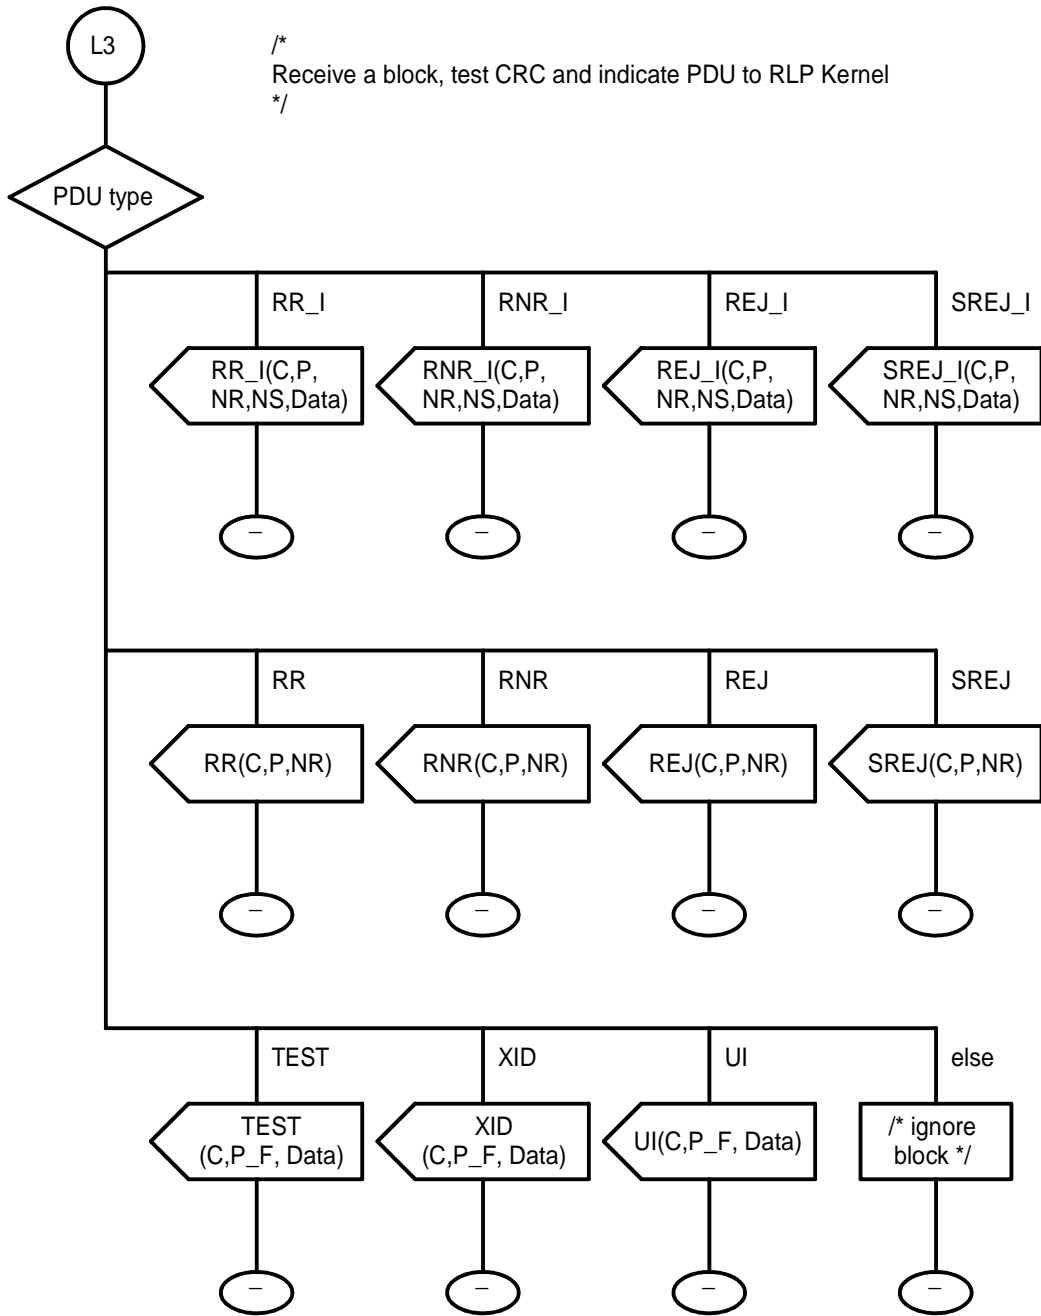 L3
/*
Receive a block, test CRC and indicate PDU to RLP Kernel
*/
PDU type
RR_I
RNR_I
REJ_I
SREJ_I
RR_I(C,P,
NR,NS,Data)
RNR_I(C,P,
NR,NS,Data)
REJ_I(C,P,
NR,NS,Data)
SREJ_I(C,P,
NR,NS,Data)
–
–
–
–
RR
RNR
REJ
SREJ
RR(C,P,NR)
RNR(C,P,NR)
REJ(C,P,NR)
SREJ(C,P,NR)
–
–
–
–
TEST
XID
UI
else
TEST
(C,P_F, Data)
XID
(C,P_F, Data)
UI(C,P_F, Data)
/* ignore
block */
–
–
–
–